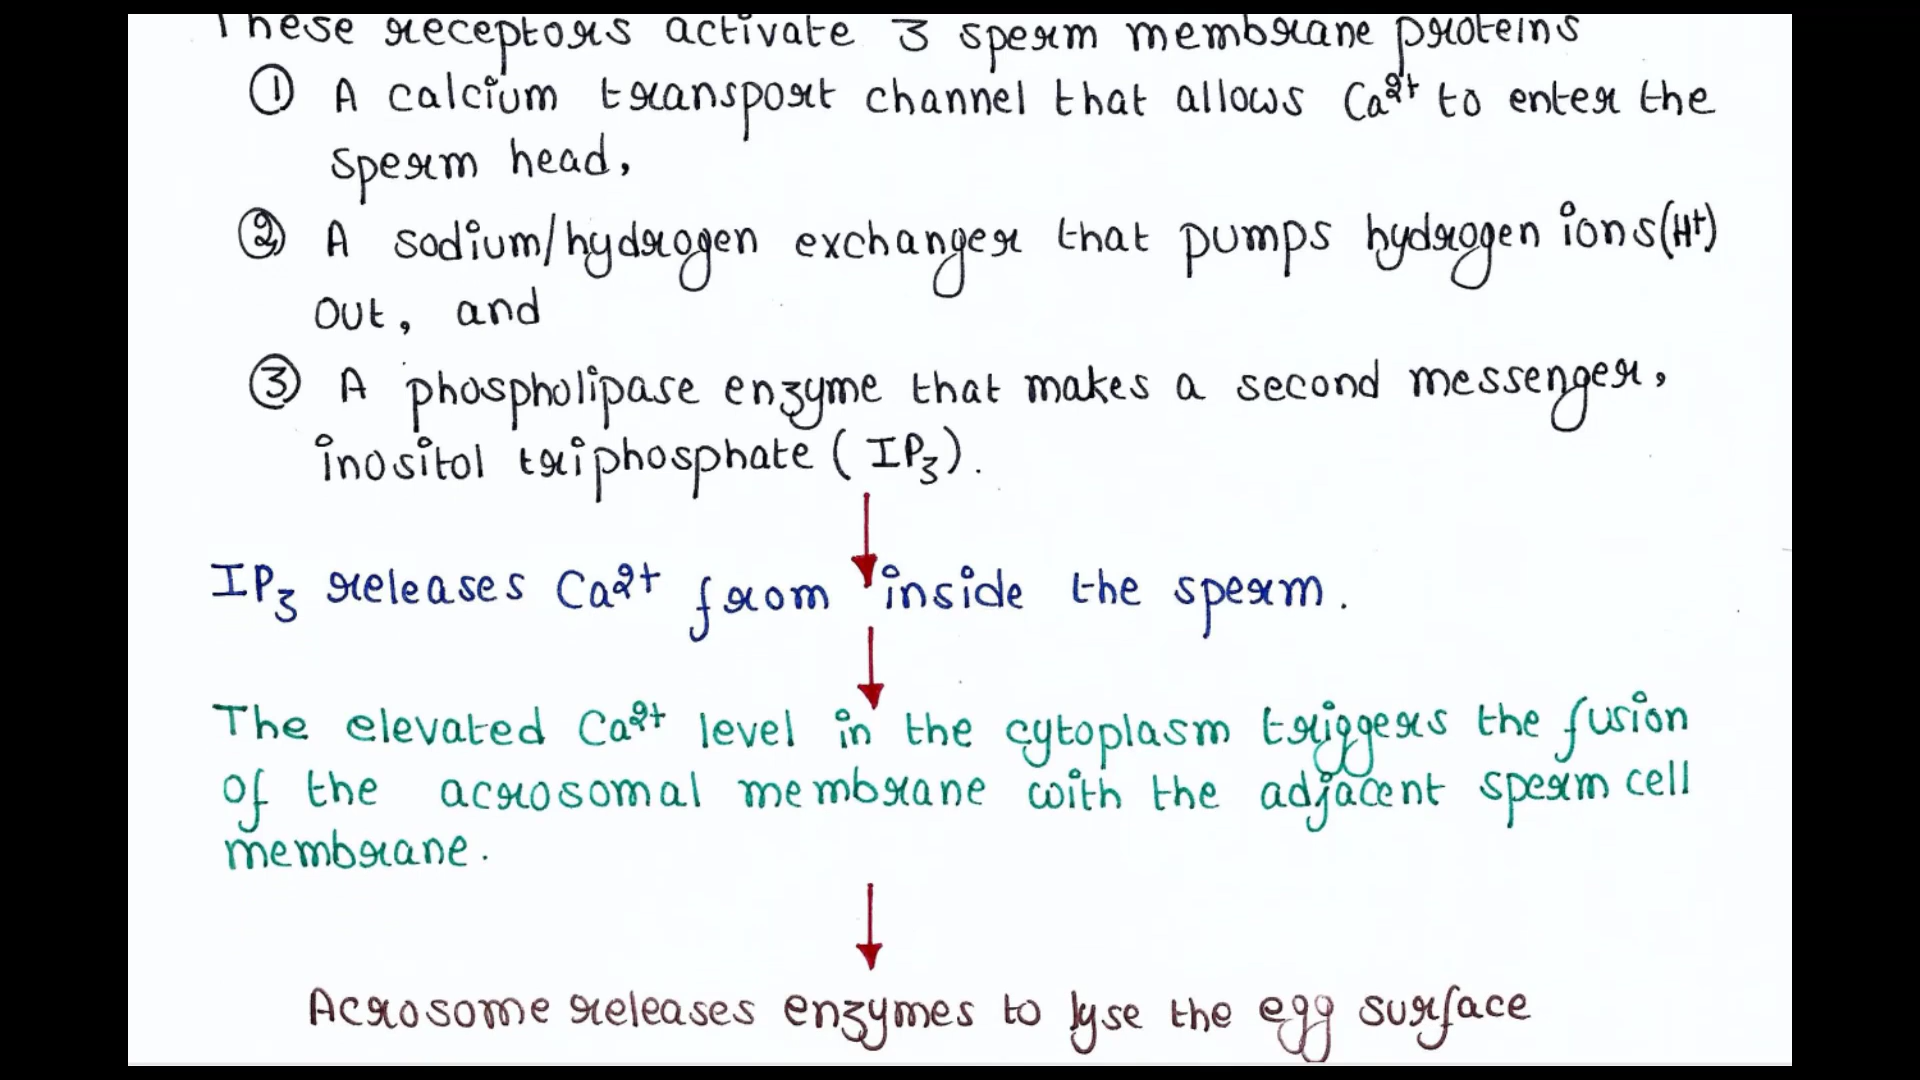 These receptors activate 3 sperm membrane proteins
① A calcium transport channel that allows Ca²⁺ to enter the
sperm head,
② A sodium/hydrogen exchanger that pumps hydrogen ions(H⁺)
out, and
③ A phospholipase enzyme that makes a second messenger,
inositol triphosphate (IP₃).
IP₃ releases Ca²⁺ from inside the sperm.
The elevated Ca²⁺ level in the cytoplasm triggers the fusion
of the acrosomal membrane with the adjacent sperm cell
membrane.
Acrosome releases enzymes to lyse the egg surface